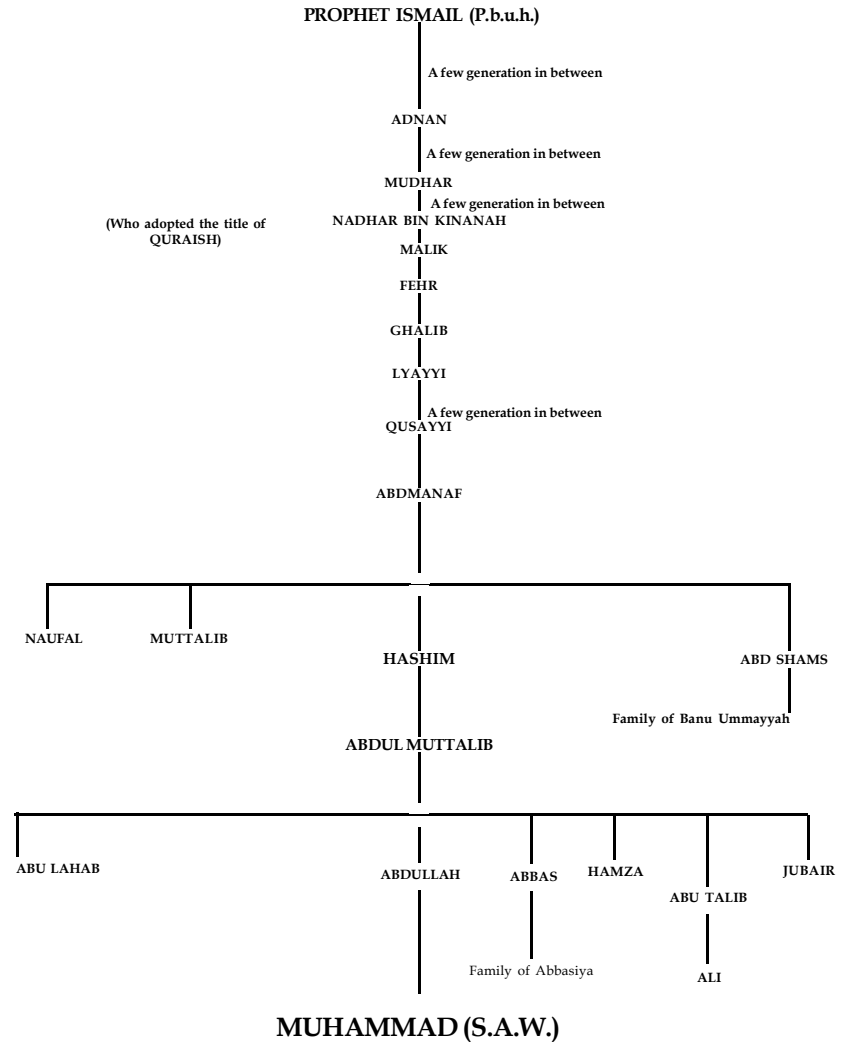 PROPHET ISMAIL (P.b.u.h.)
A few generation in between
ADNAN
A few generation in between
MUDHAR
A few generation in between
(Who adopted the title of
QURAISH)
NADHAR BIN KINANAH
MALIK
FEHR
GHALIB
LYAYYI
A few generation in between
QUSAYYI
ABDMANAF
NAUFAL
MUTTALIB
HASHIM
ABD SHAMS
Family of Banu Ummayyah
ABDUL MUTTALIB
ABU LAHAB
ABDULLAH
ABBAS
HAMZA
ABU TALIB
JUBAIR
Family of Abbasiya
ALI
MUHAMMAD (S.A.W.)